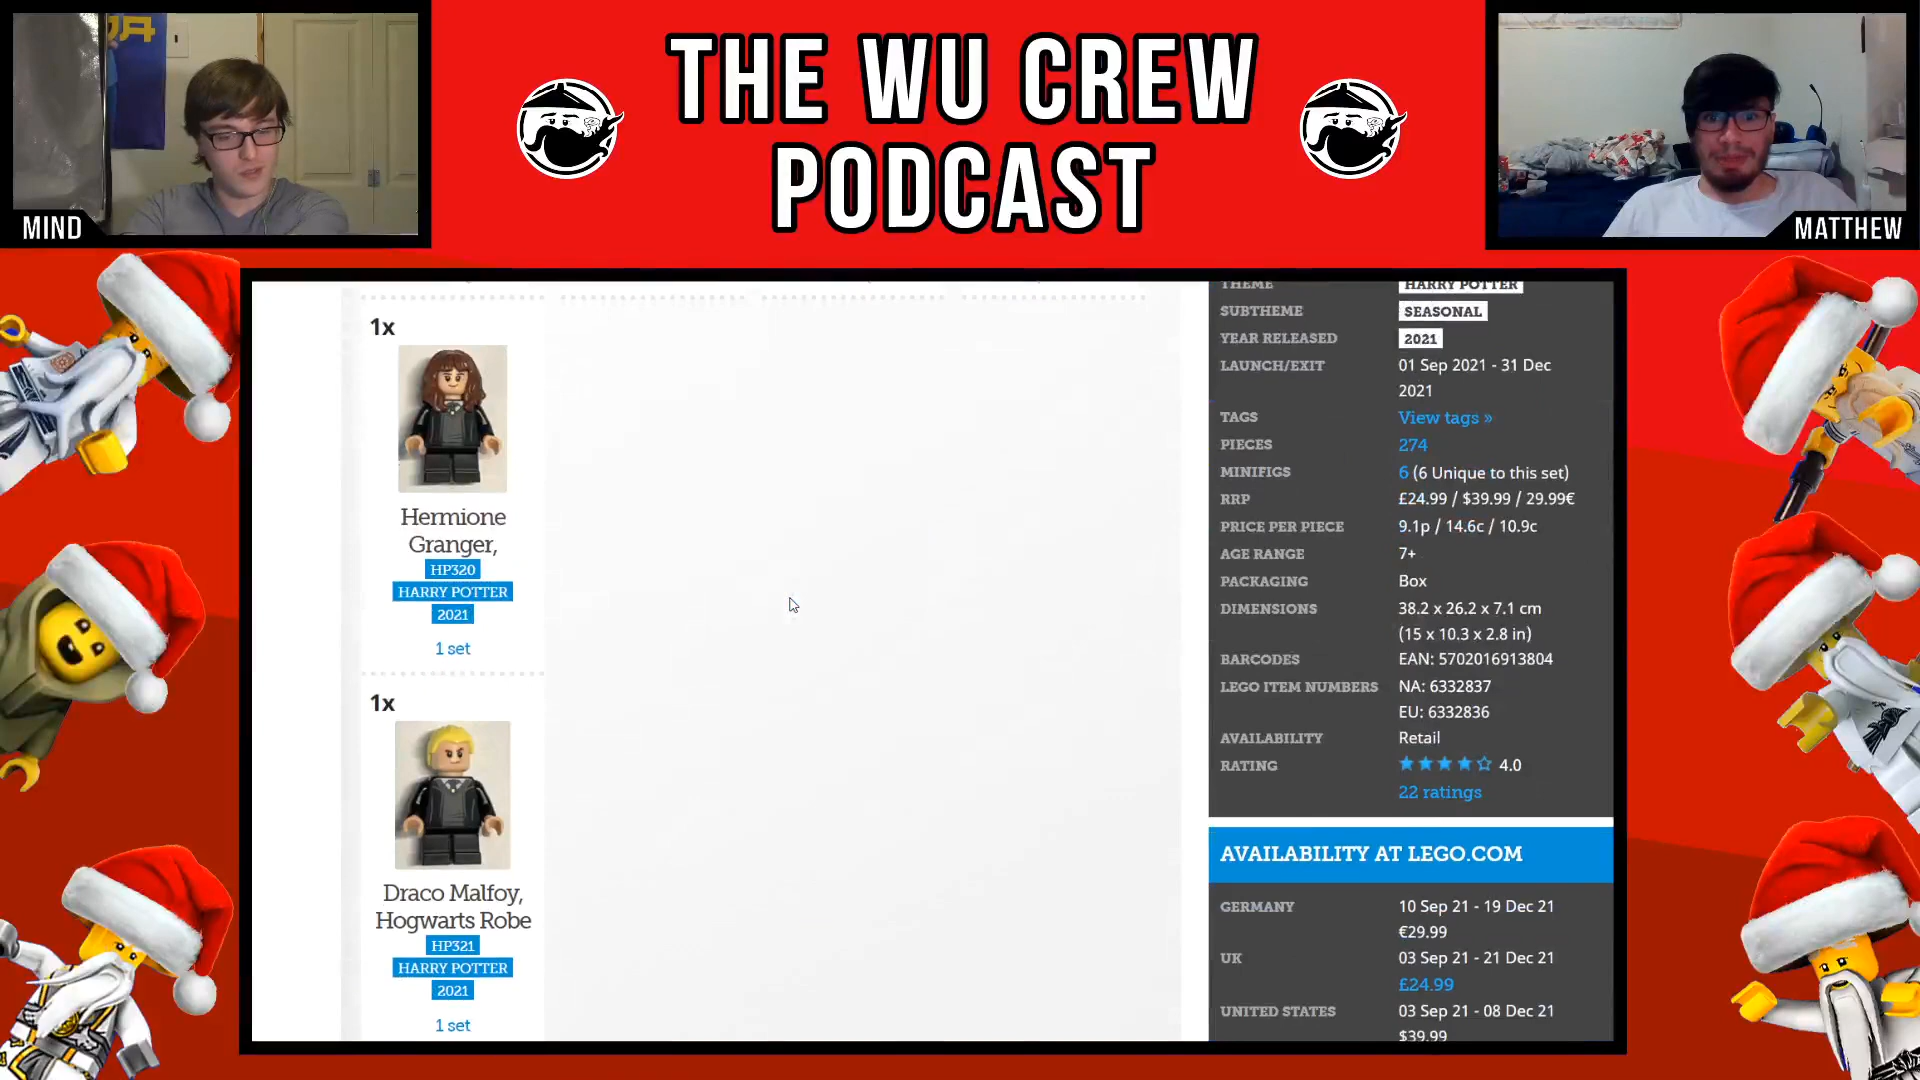 THE WU CREW
PODCAST
MIND
MATTHEW
1x
Hermione
Granger,
HP320
HARRY POTTER
2021
1 set
1x
Draco Malfoy,
Hogwarts Robe
HP321
HARRY POTTER
2021
1 set
THEME HARRY POTTER
SUBTHEME SEASONAL
YEAR RELEASED 2021
LAUNCH/EXIT 01 Sep 2021 - 31 Dec
2021
TAGS View tags »
PIECES 274
MINIFIGS 6 (6 Unique to this set)
RRP £24.99 / $39.99 / 29.99€
PRICE PER PIECE 9.1p / 14.6c / 10.9c
AGE RANGE 7+
PACKAGING Box
DIMENSIONS 38.2 x 26.2 x 7.1 cm
(15 x 10.3 x 2.8 in)
BARCODES EAN: 5702016913804
LEGO ITEM NUMBERS NA: 6332837
EU: 6332836
AVAILABILITY Retail
RATING 4.0
22 ratings
AVAILABILITY AT LEGO.COM
GERMANY 10 Sep 21 - 19 Dec 21
€29.99
UK 03 Sep 21 - 21 Dec 21
£24.99
UNITED STATES 03 Sep 21 - 08 Dec 21
$39.99